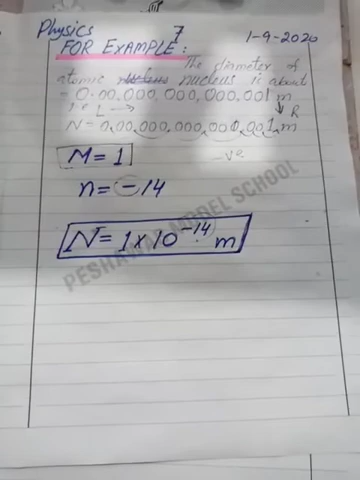 Physics 7 1-9-2020
FOR EXAMPLE:
The diameter of
atomic nucleus is about
= 0.00,000,000,000,001 m
i.e L → ↓ R
N = 0.00,000,000,000,001, m
M = 1 -ve
n = -14
N = 1 x 10⁻¹⁴ m
PESHAWAR MODEL SCHOOL